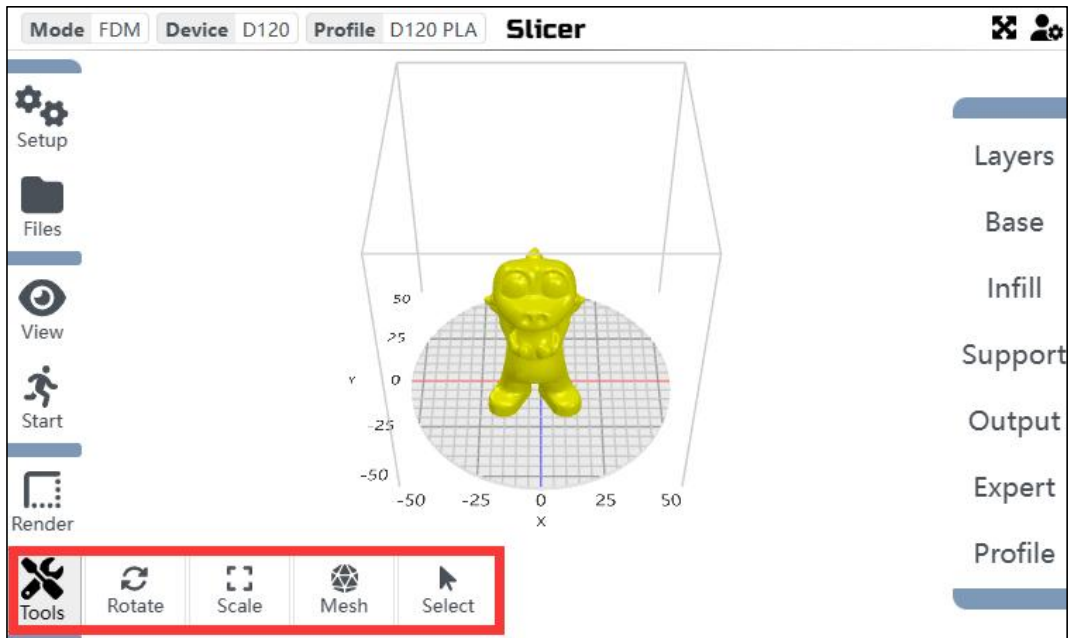 Mode FDM Device D120 Profile D120 PLA Slicer
Setup
Files
View
Start
Render
Tools
Rotate
Scale
Mesh
Select
50
25
Y 0
-25
-50
-50 -25 0 25 50
X
Layers
Base
Infill
Support
Output
Expert
Profile